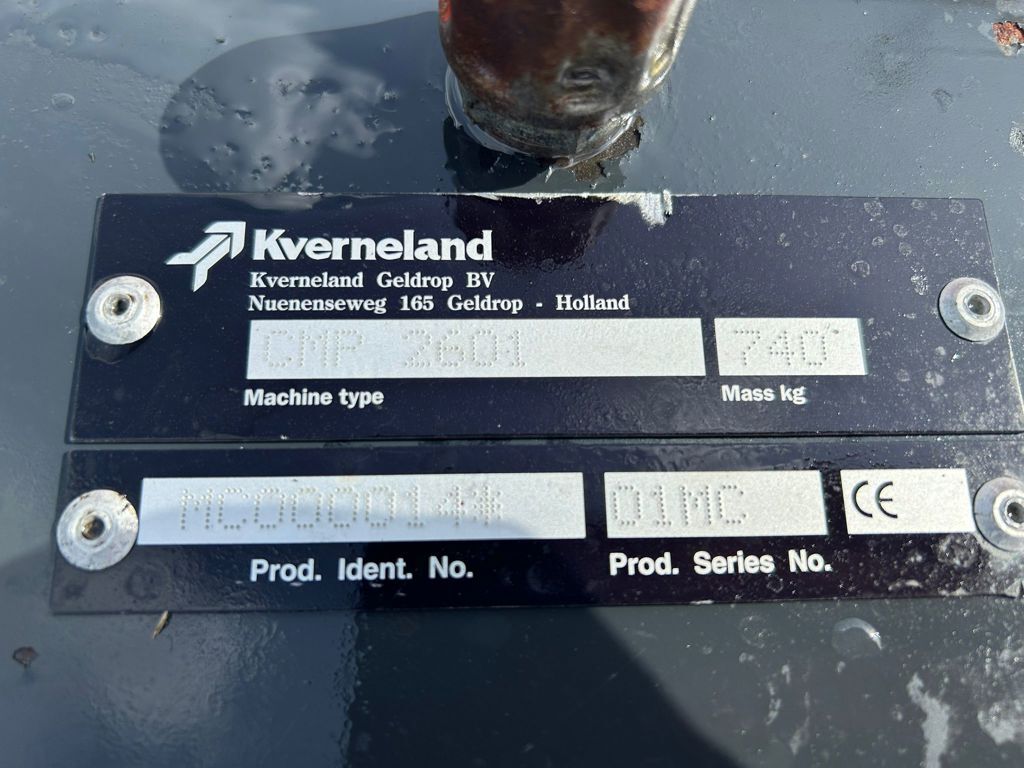 Kverneland
Kverneland Geldrop BV
Nuenenseweg 165 Geldrop - Holland
CMP 2601 740
Machine type Mass kg
MC000014* 01MC CE
Prod. Ident. No. Prod. Series No.